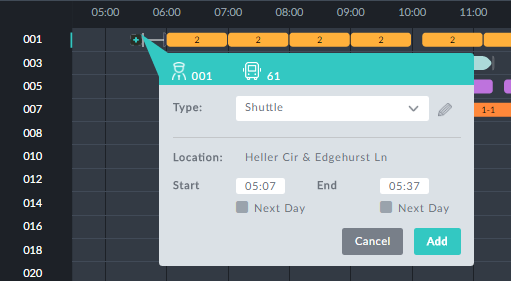 05:00 06:00 07:00 08:00 09:00 10:00 11:00
001 2 2 2 2 2
003
005
007 1-1
008
010
012
014
016
018
020
001 61
Type: Shuttle
Location: Heller Cir & Edgehurst Ln
Start 05:07 End 05:37
Next Day Next Day
Cancel Add